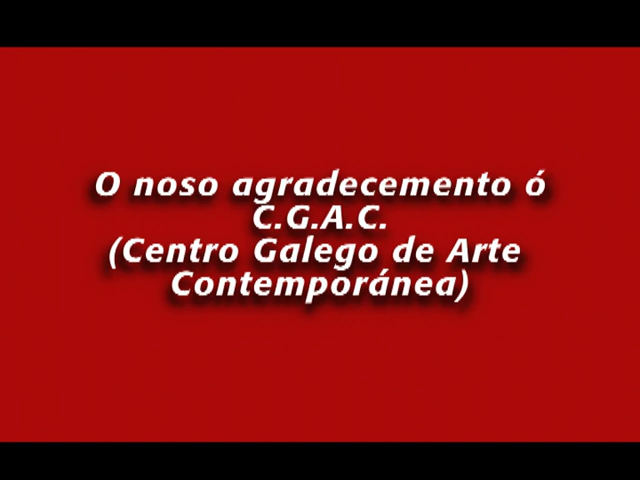 O noso agradecemento ó
C.G.A.C.
(Centro Galego de Arte
Contemporánea)